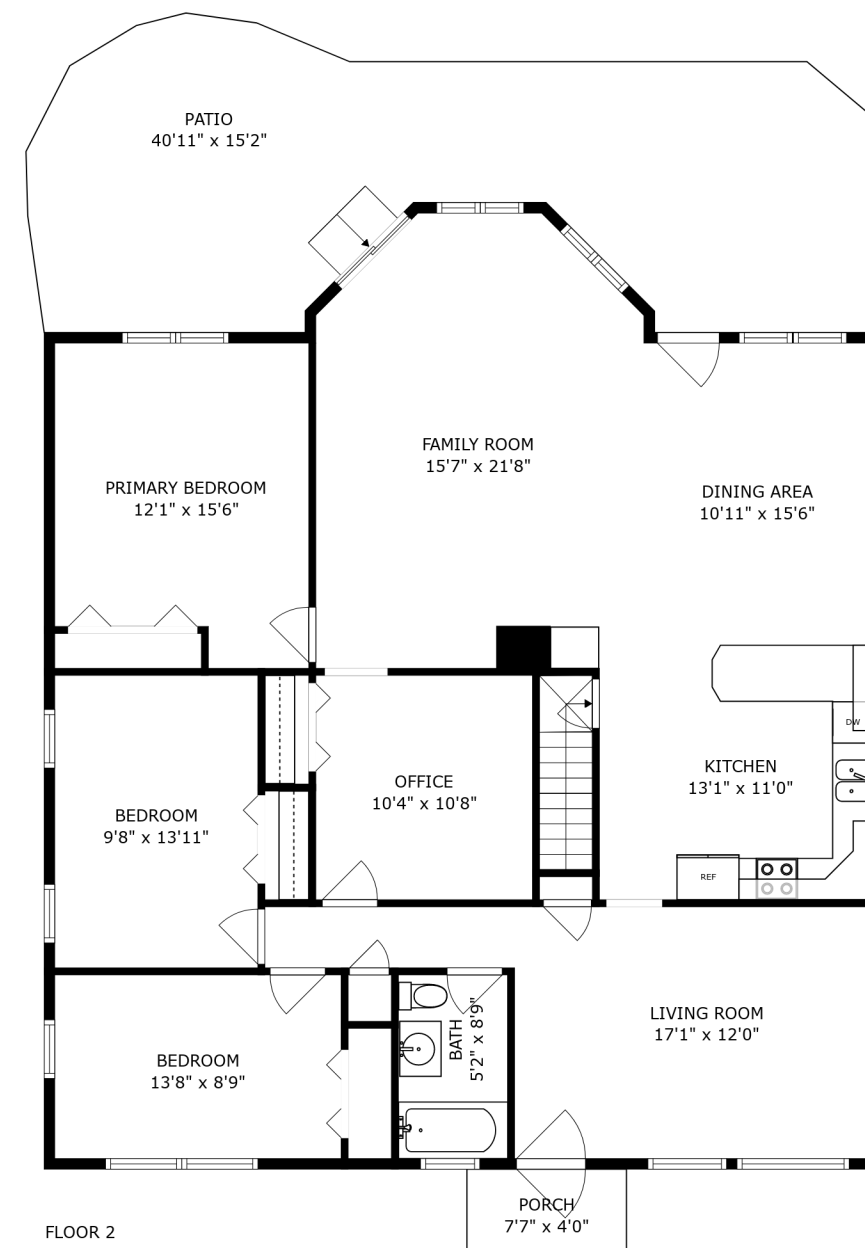 PATIO
40'11" x 15'2"
FAMILY ROOM
15'7" x 21'8"
PRIMARY BEDROOM
12'1" x 15'6"
DINING AREA
10'11" x 15'6"
DW
KITCHEN
13'1" x 11'0"
OFFICE
10'4" x 10'8"
BEDROOM
9'8" x 13'11"
REF
LIVING ROOM
17'1" x 12'0"
BATH
5'2" x 8'9"
BEDROOM
13'8" x 8'9"
PORCH
7'7" x 4'0"
FLOOR 2